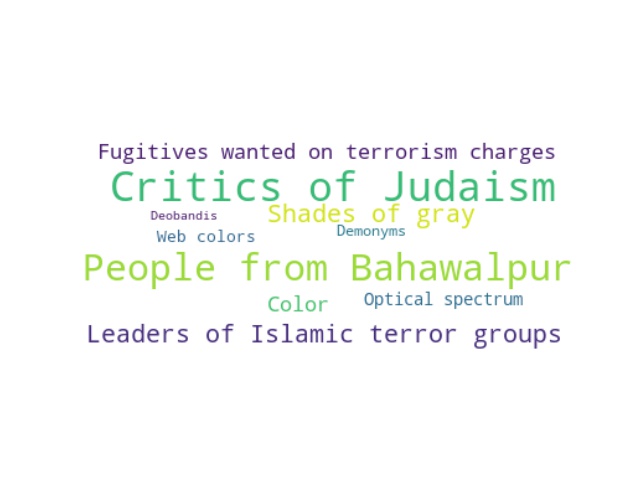 Fugitives wanted on terrorism charges
Critics of Judaism
Deobandis
Shades of gray
Web colors
Demonyms
People from Bahawalpur
Color
Optical spectrum
Leaders of Islamic terror groups